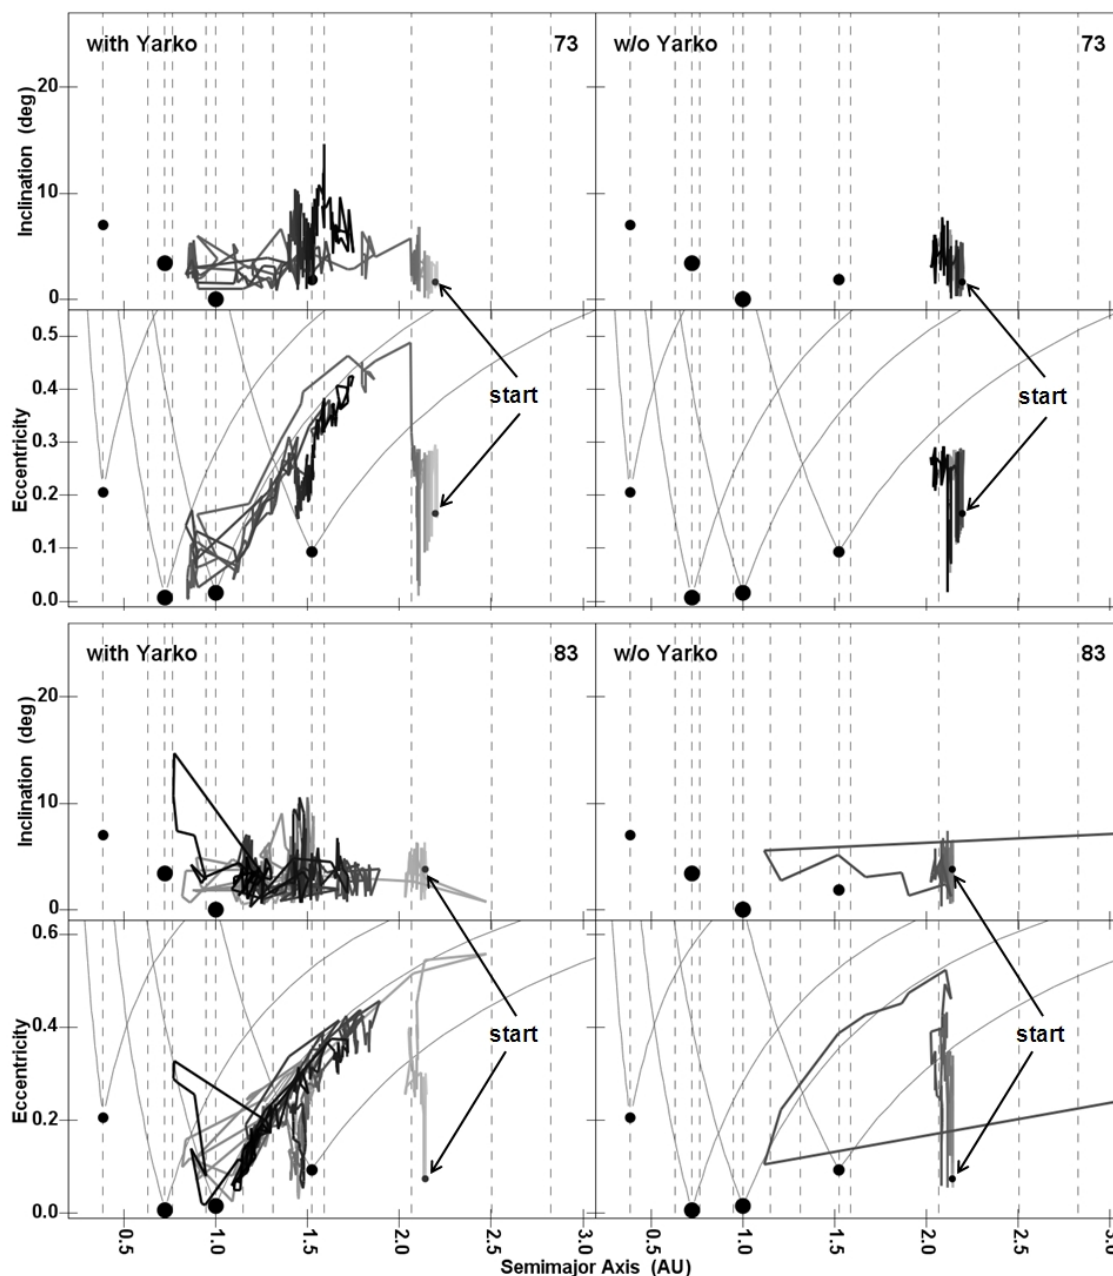 with Yarko 73 w/o Yarko 73
20
Inclination (deg)
10
0
0.5
0.4
start start
0.3
Eccentricity
0.2
0.1
0.0
with Yarko 83 w/o Yarko 83
20
Inclination (deg)
10
0
0.6
0.4
start start
Eccentricity
0.2
0.0
0.5 1.0 1.5 2.0 2.5 3.0 0.5 1.0 1.5 2.0 2.5 3.0
Semimajor Axis (AU)